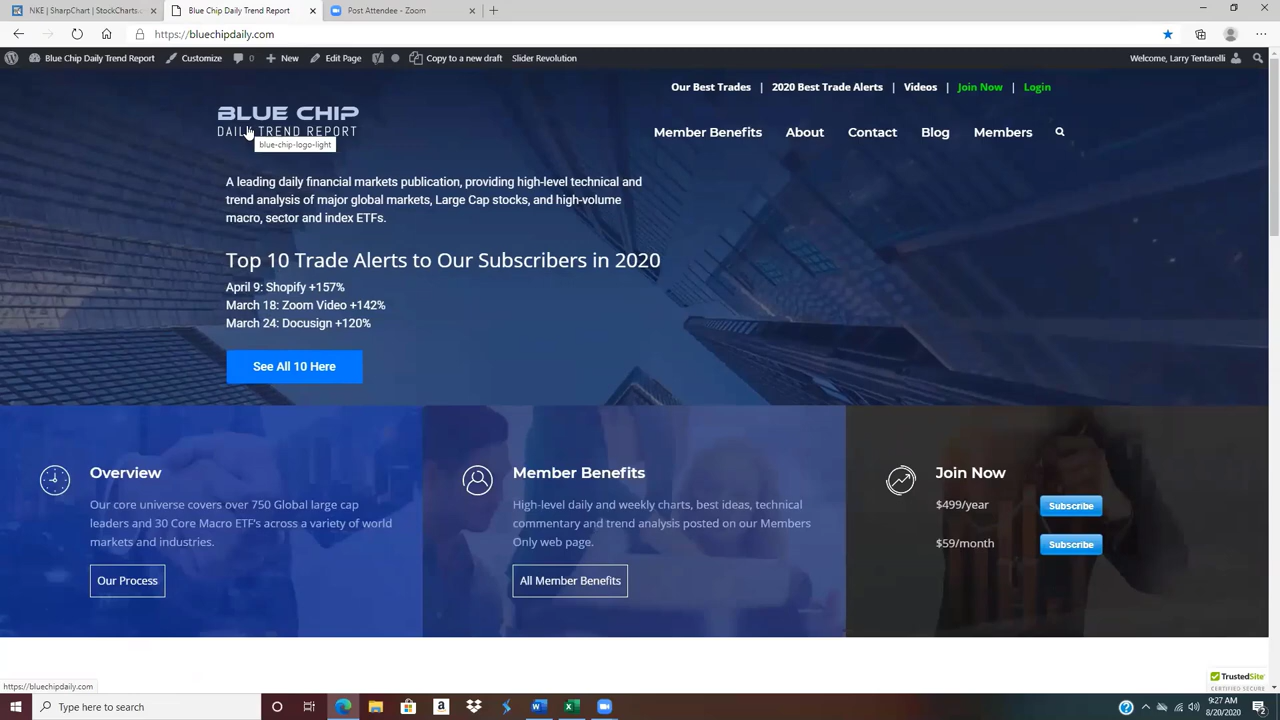 NKE | SharpChart | StockCharts.c
Blue Chip Daily Trend Report
Post Attendee - Zoom
https://bluechipdaily.com
Blue Chip Daily Trend Report
Customize
0
New
Edit Page
Copy to a new draft
Slider Revolution
Welcome, Larry Tentarelli
Our Best Trades | 2020 Best Trade Alerts | Videos | Join Now | Login
BLUE CHIP
DAILY TREND REPORT
blue-chip-logo-light
Member Benefits
About
Contact
Blog
Members
A leading daily financial markets publication, providing high-level technical and
trend analysis of major global markets, Large Cap stocks, and high-volume
macro, sector and index ETFs.
Top 10 Trade Alerts to Our Subscribers in 2020
April 9: Shopify +157%
March 18: Zoom Video +142%
March 24: Docusign +120%
See All 10 Here
Overview
Our core universe covers over 750 Global large cap
leaders and 30 Core Macro ETF's across a variety of world
markets and industries.
Our Process
Member Benefits
High-level daily and weekly charts, best ideas, technical
commentary and trend analysis posted on our Members
Only web page.
All Member Benefits
Join Now
$499/year
Subscribe
$59/month
Subscribe
https://bluechipdaily.com
TrustedSite
CERTIFIED SECURE
Type here to search
9:27 AM
8/20/2020
2